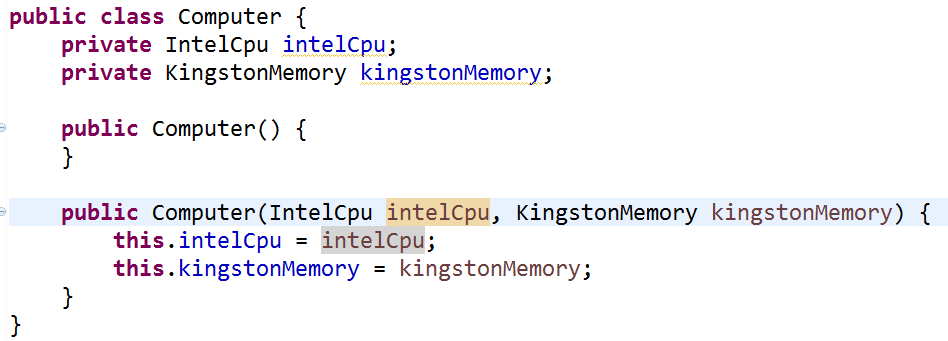 public class Computer {
    private IntelCpu intelCpu;
    private KingstonMemory kingstonMemory;
    public Computer() {
    }
    public Computer(IntelCpu intelCpu, KingstonMemory kingstonMemory) {
        this.intelCpu = intelCpu;
        this.kingstonMemory = kingstonMemory;
    }
}